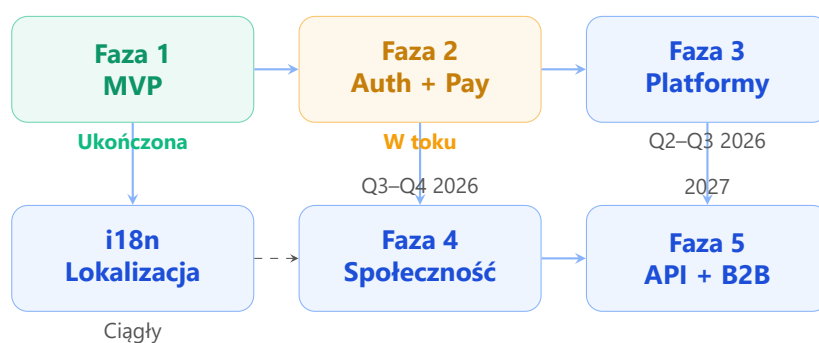 Faza 1
MVP
Faza 2
Auth + Pay
Faza 3
Platformy
Ukończona
W toku
Q2–Q3 2026
Q3–Q4 2026
2027
i18n
Lokalizacja
Faza 4
Społeczność
Faza 5
API + B2B
Ciągły